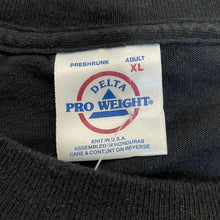 PRESHRUNK ADULT
XL
DELTA
PRO WEIGHT®
KNIT IN U.S.A.
ASSEMBLED IN HONDURAS
CARE & CONTENT ON REVERSE